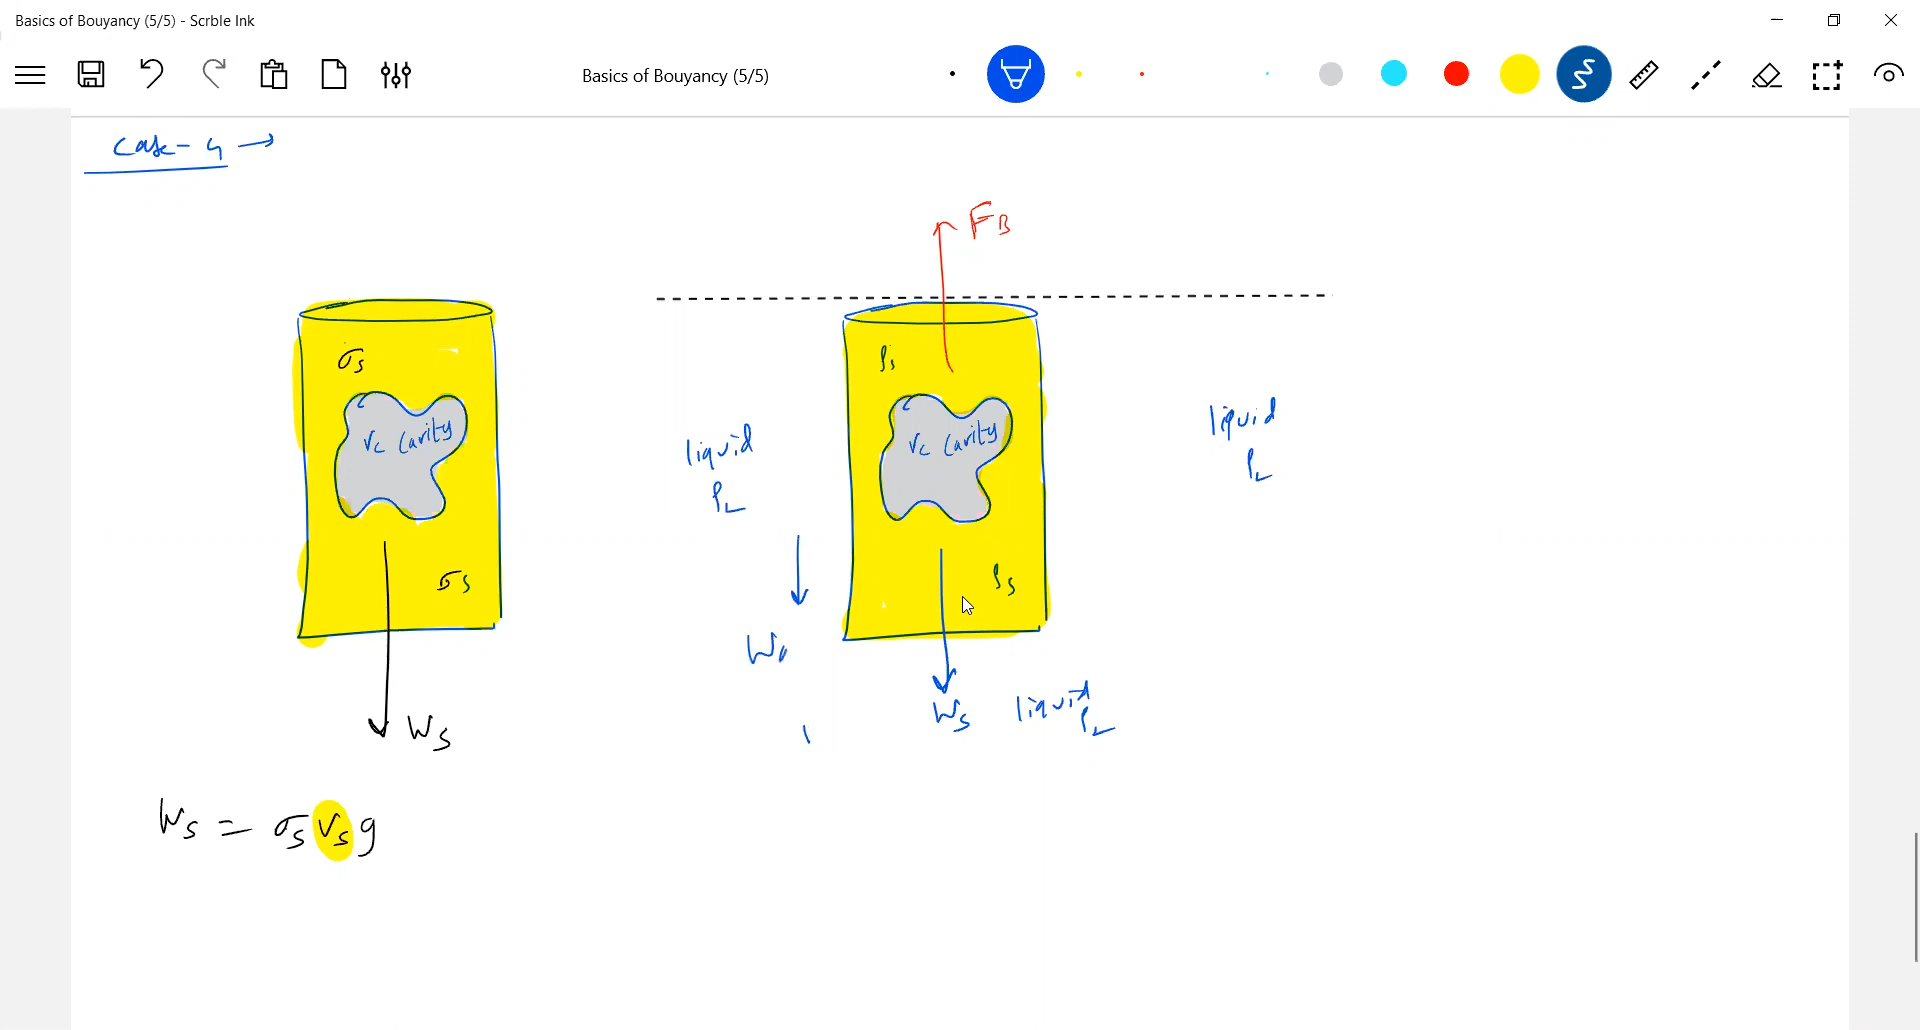 Basics of Bouyancy (5/5) - Scrble Ink
Basics of Bouyancy (5/5)
Case - 4 →
F_B
σ_s
V_c Cavity
σ_s
W_s
ρ_s
V_c Cavity
ρ_s
liquid
ρ_L
liquid
ρ_L
W_s
liquid
ρ_L
W_s = σ_s V_s g